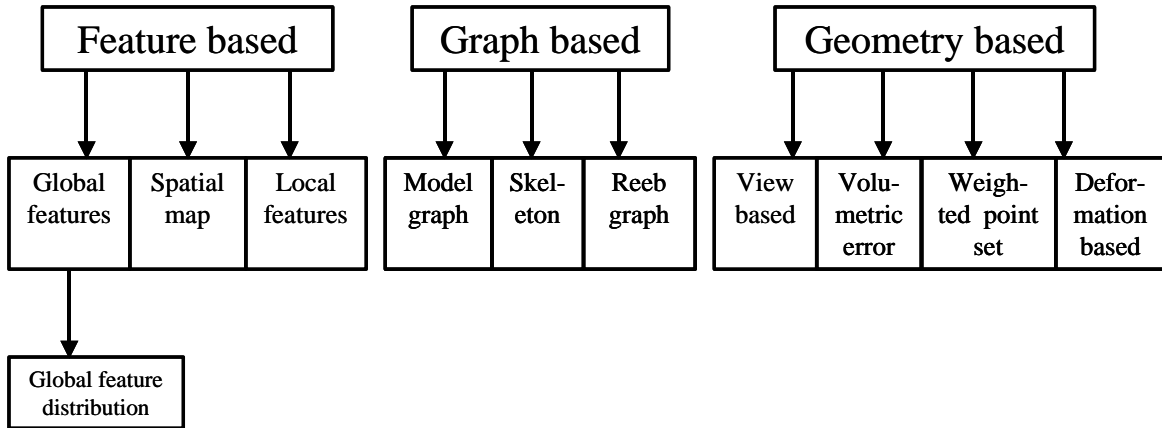 Feature based
Graph based
Geometry based
Global
features
Spatial
map
Local
features
Model
graph
Skel-
eton
Reeb
graph
View
based
Volu-
metric
error
Weigh-
ted point
set
Defor-
mation
based
Global feature
distribution